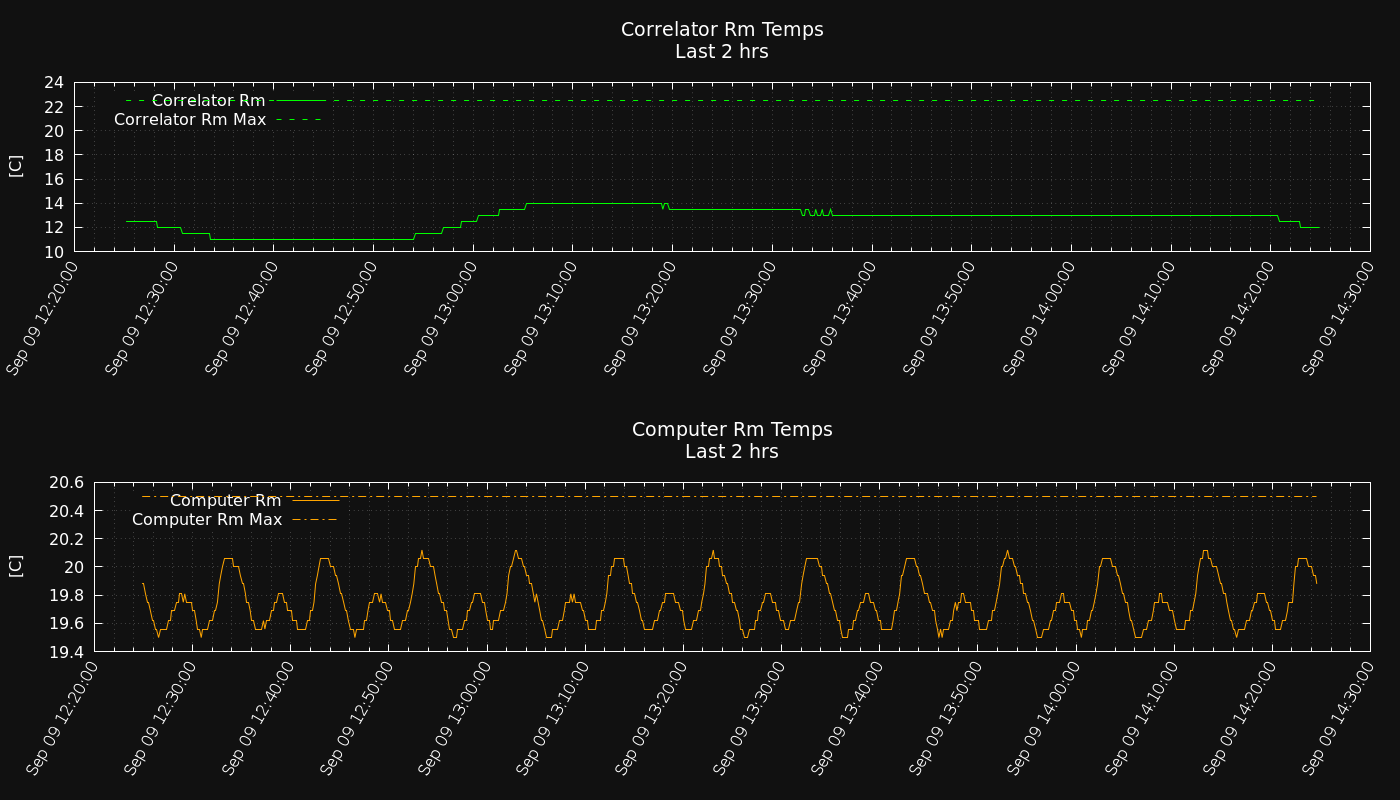 Correlator Rm Temps
Last 2 hrs
24
22
20
18
16
14
12
10
[C]
Correlator Rm
Correlator Rm Max
Sep 09 12:20:00
Sep 09 12:30:00
Sep 09 12:40:00
Sep 09 12:50:00
Sep 09 13:00:00
Sep 09 13:10:00
Sep 09 13:20:00
Sep 09 13:30:00
Sep 09 13:40:00
Sep 09 13:50:00
Sep 09 14:00:00
Sep 09 14:10:00
Sep 09 14:20:00
Sep 09 14:30:00
Computer Rm Temps
Last 2 hrs
20.6
20.4
20.2
20
19.8
19.6
19.4
[C]
Computer Rm
Computer Rm Max
Sep 09 12:20:00
Sep 09 12:30:00
Sep 09 12:40:00
Sep 09 12:50:00
Sep 09 13:00:00
Sep 09 13:10:00
Sep 09 13:20:00
Sep 09 13:30:00
Sep 09 13:40:00
Sep 09 13:50:00
Sep 09 14:00:00
Sep 09 14:10:00
Sep 09 14:20:00
Sep 09 14:30:00